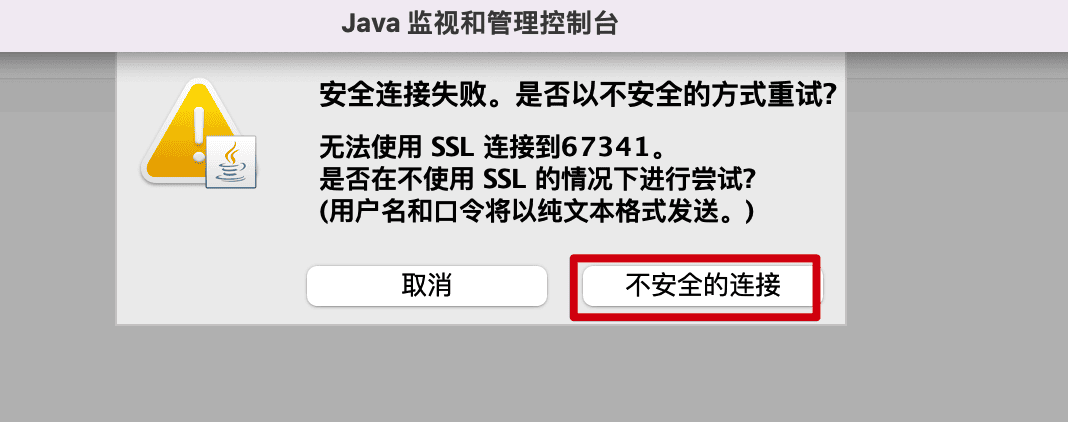 Java 监视和管理控制台
安全连接失败。是否以不安全的方式重试?
无法使用 SSL 连接到67341。
是否在不使用 SSL 的情况下进行尝试?
(用户名和口令将以纯文本格式发送。)
取消
不安全的连接